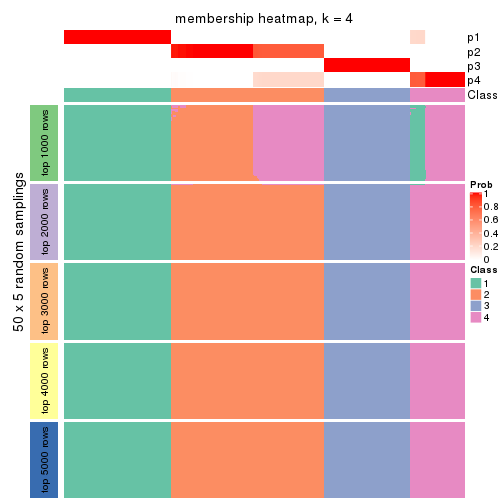 membership heatmap, k = 4
p1
p2
p3
p4
Class
50 x 5 random samplings
top 1000 rows
top 2000 rows
top 3000 rows
top 4000 rows
top 5000 rows
Prob
1
0.8
0.6
0.4
0.2
0
Class
1
2
3
4